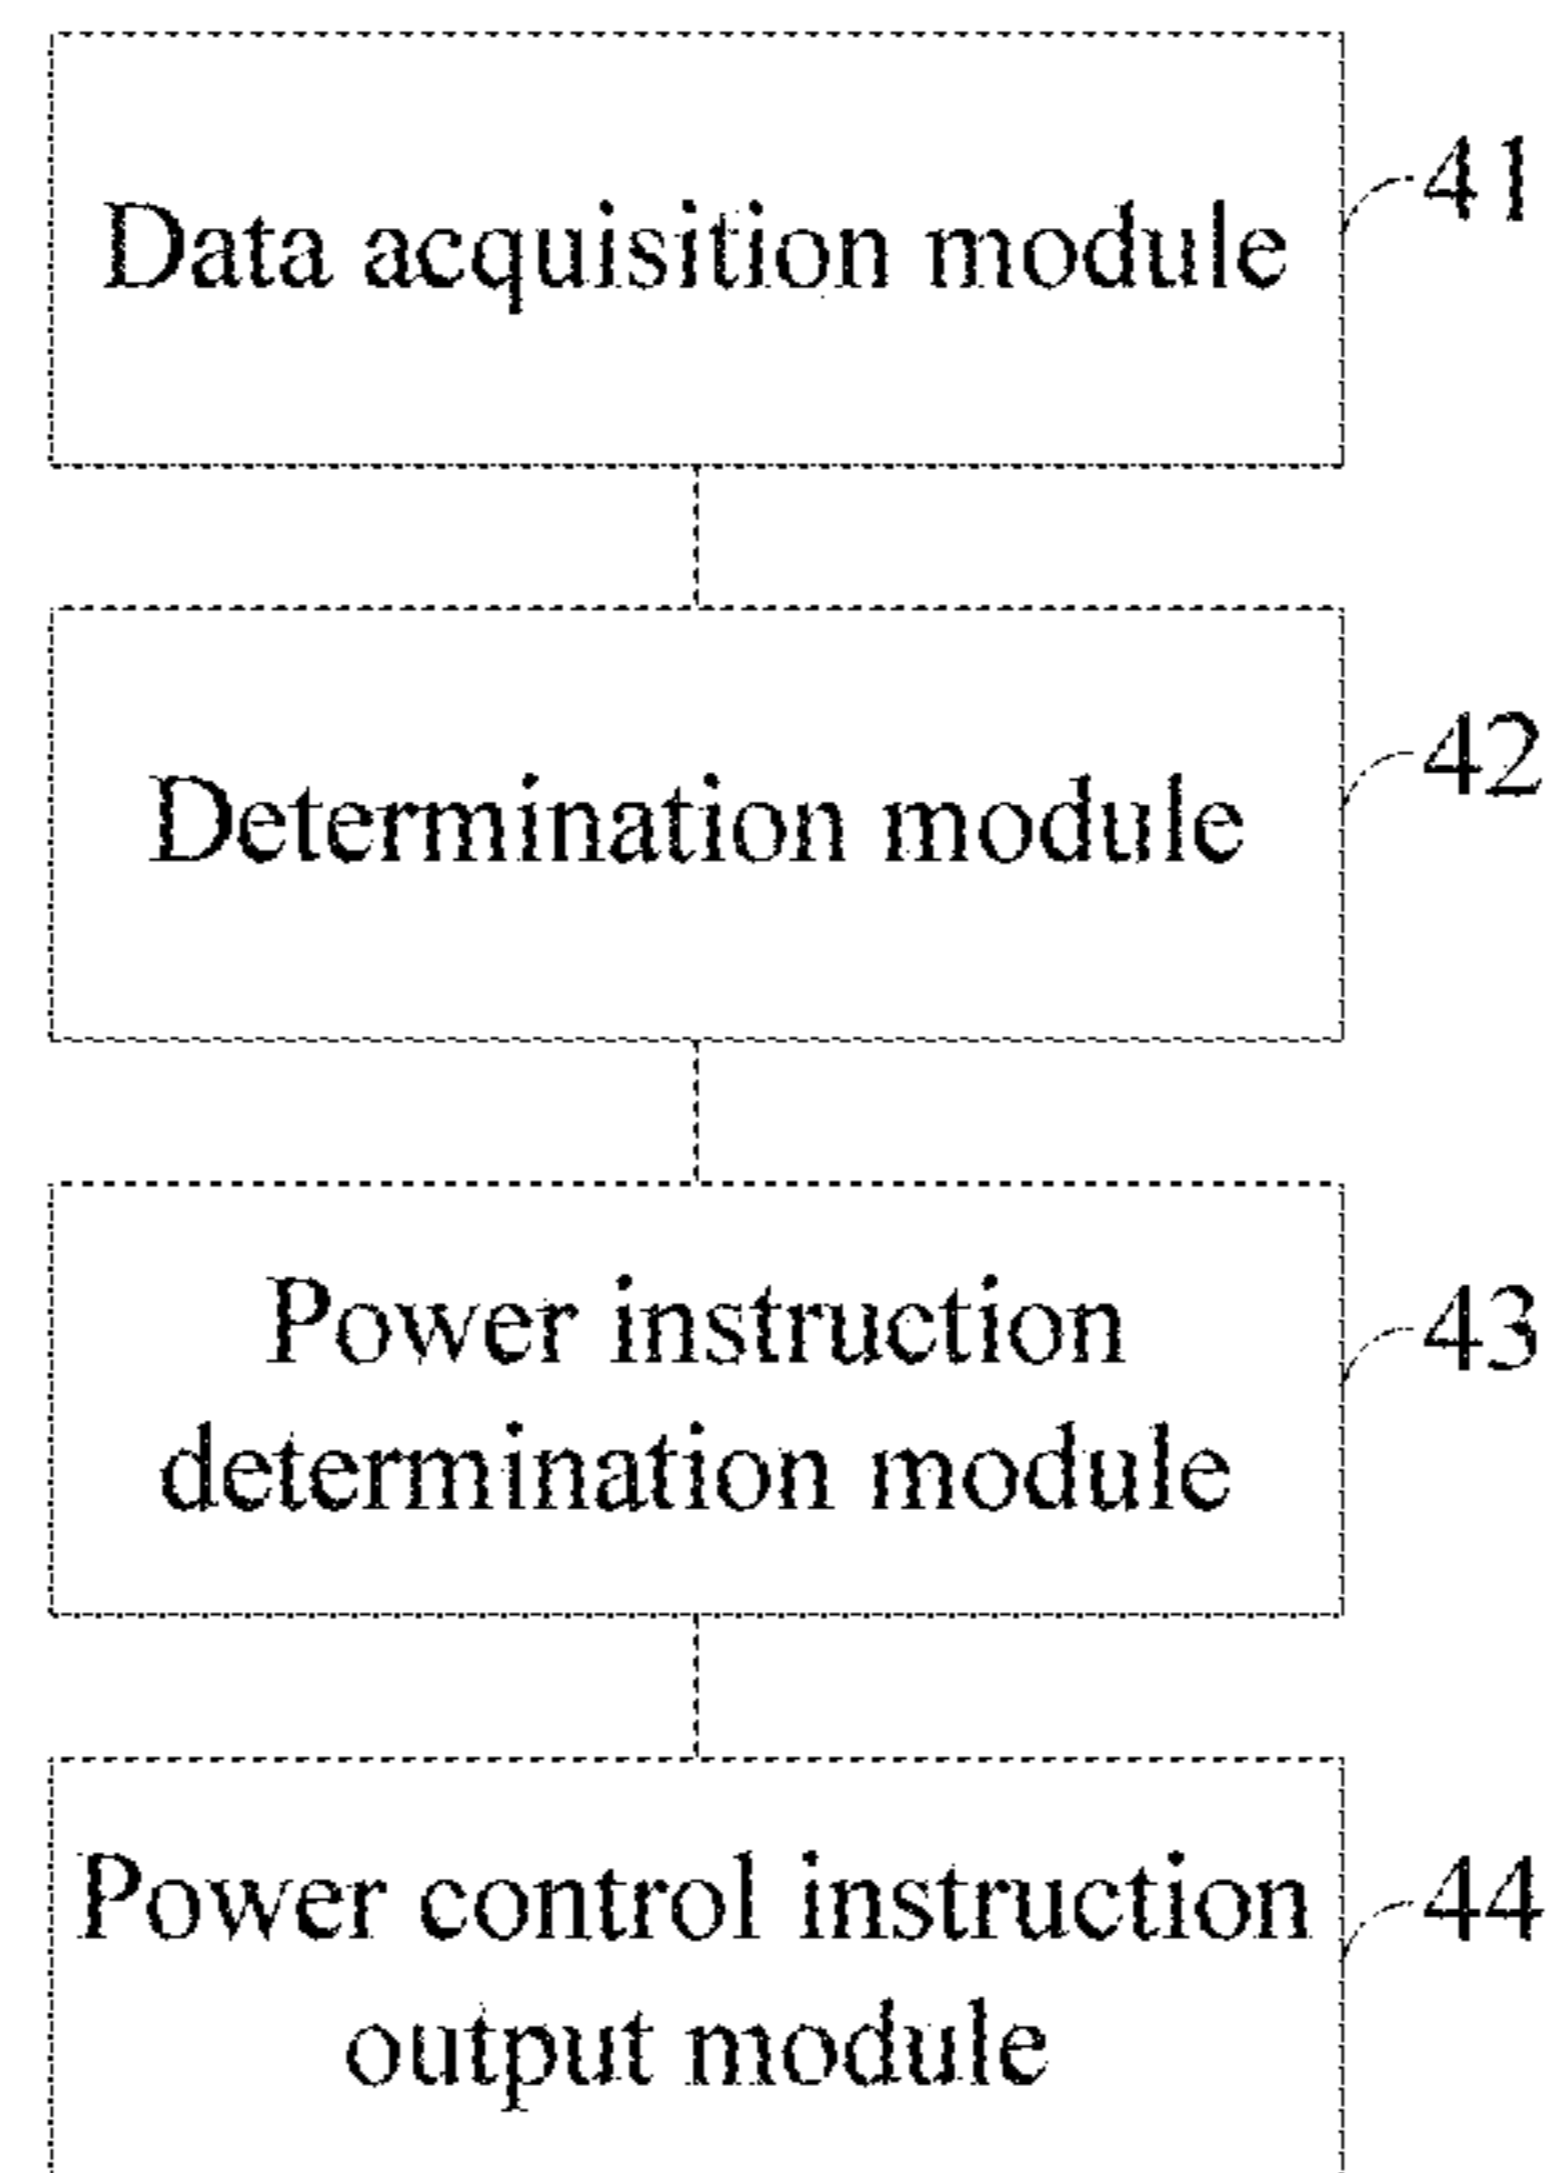 Data acquisition module
41
Determination module
42
Power instruction
determination module
43
Power control instruction
output module
44